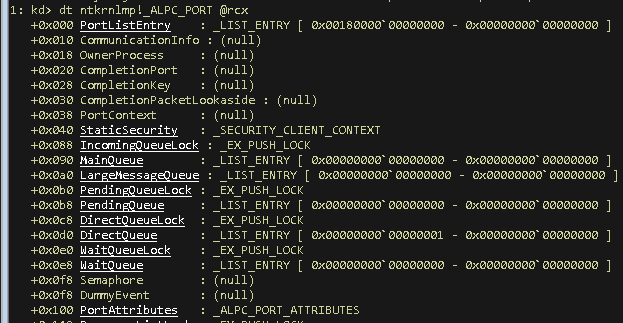 1: kd> dt ntkrnlmp!_ALPC_PORT @rcx
+0x000 PortListEntry : _LIST_ENTRY [ 0x00180000`00000000 - 0x00000000`00000000 ]
+0x010 CommunicationInfo : (null)
+0x018 OwnerProcess : (null)
+0x020 CompletionPort : (null)
+0x028 CompletionKey : (null)
+0x030 CompletionPacketLookaside : (null)
+0x038 PortContext : (null)
+0x040 StaticSecurity : _SECURITY_CLIENT_CONTEXT
+0x088 IncomingQueueLock : _EX_PUSH_LOCK
+0x090 MainQueue : _LIST_ENTRY [ 0x00000000`00000000 - 0x00000000`00000000 ]
+0x0a0 LargeMessageQueue : _LIST_ENTRY [ 0x00000000`00000000 - 0x00000000`00000000 ]
+0x0b0 PendingQueueLock : _EX_PUSH_LOCK
+0x0b8 PendingQueue : _LIST_ENTRY [ 0x00000000`00000000 - 0x00000000`00000000 ]
+0x0c8 DirectQueueLock : _EX_PUSH_LOCK
+0x0d0 DirectQueue : _LIST_ENTRY [ 0x00000000`00000001 - 0x00000000`00000000 ]
+0x0e0 WaitQueueLock : _EX_PUSH_LOCK
+0x0e8 WaitQueue : _LIST_ENTRY [ 0x00000000`00000000 - 0x00000000`00000000 ]
+0x0f8 Semaphore : (null)
+0x0f8 DummyEvent : (null)
+0x100 PortAttributes : _ALPC_PORT_ATTRIBUTES